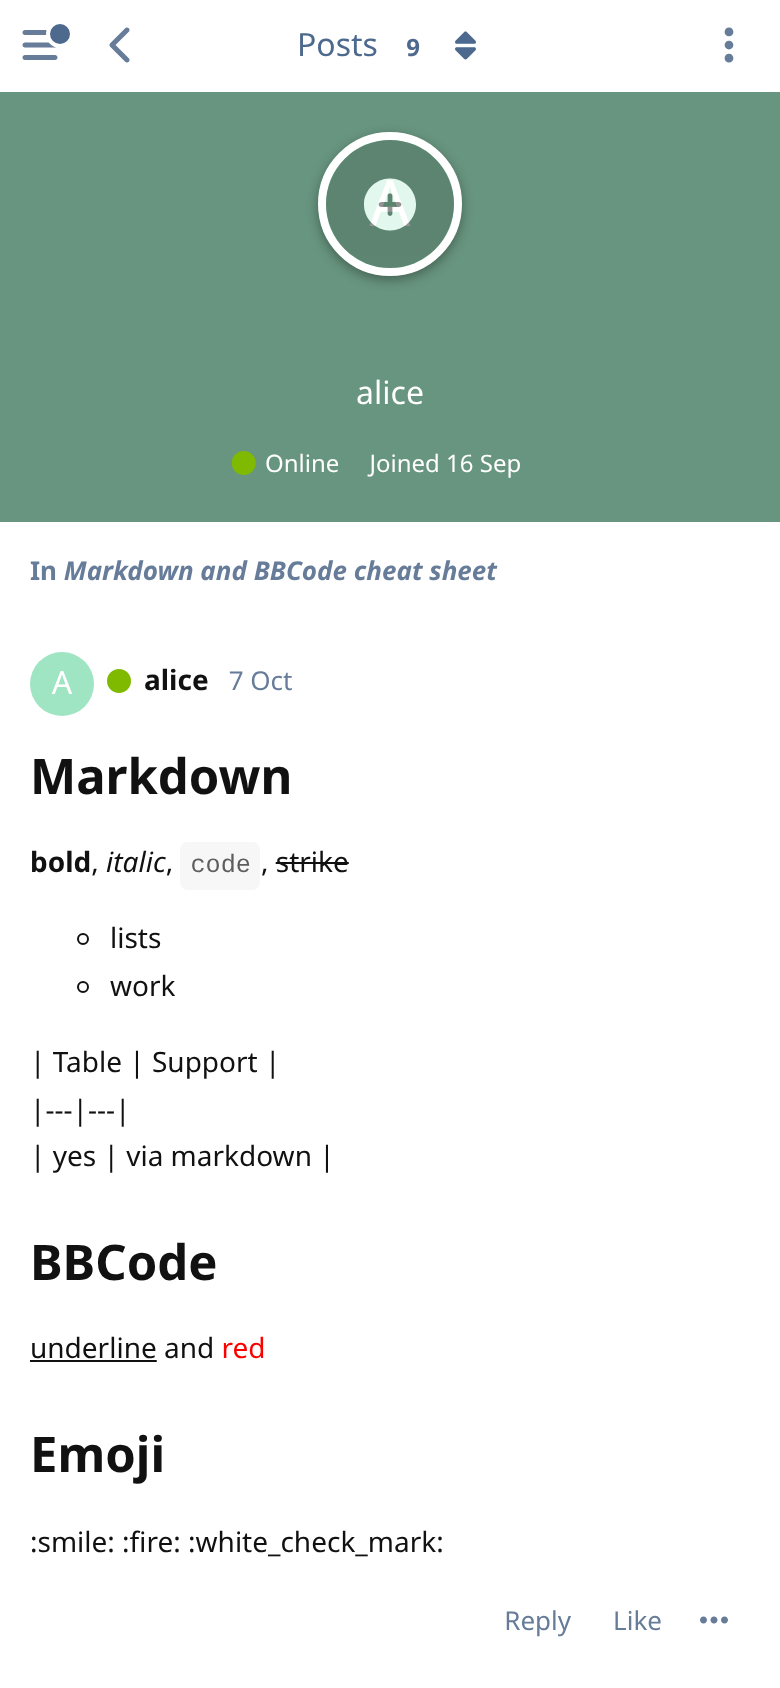 Posts 9
A
alice
Online Joined 16 Sep
In Markdown and BBCode cheat sheet
A alice 7 Oct
Markdown
bold, italic, code, strike
lists
work
| Table | Support |
|---|---|
| yes | via markdown |
BBCode
underline and red
Emoji
:smile: :fire: :white_check_mark:
Reply Like